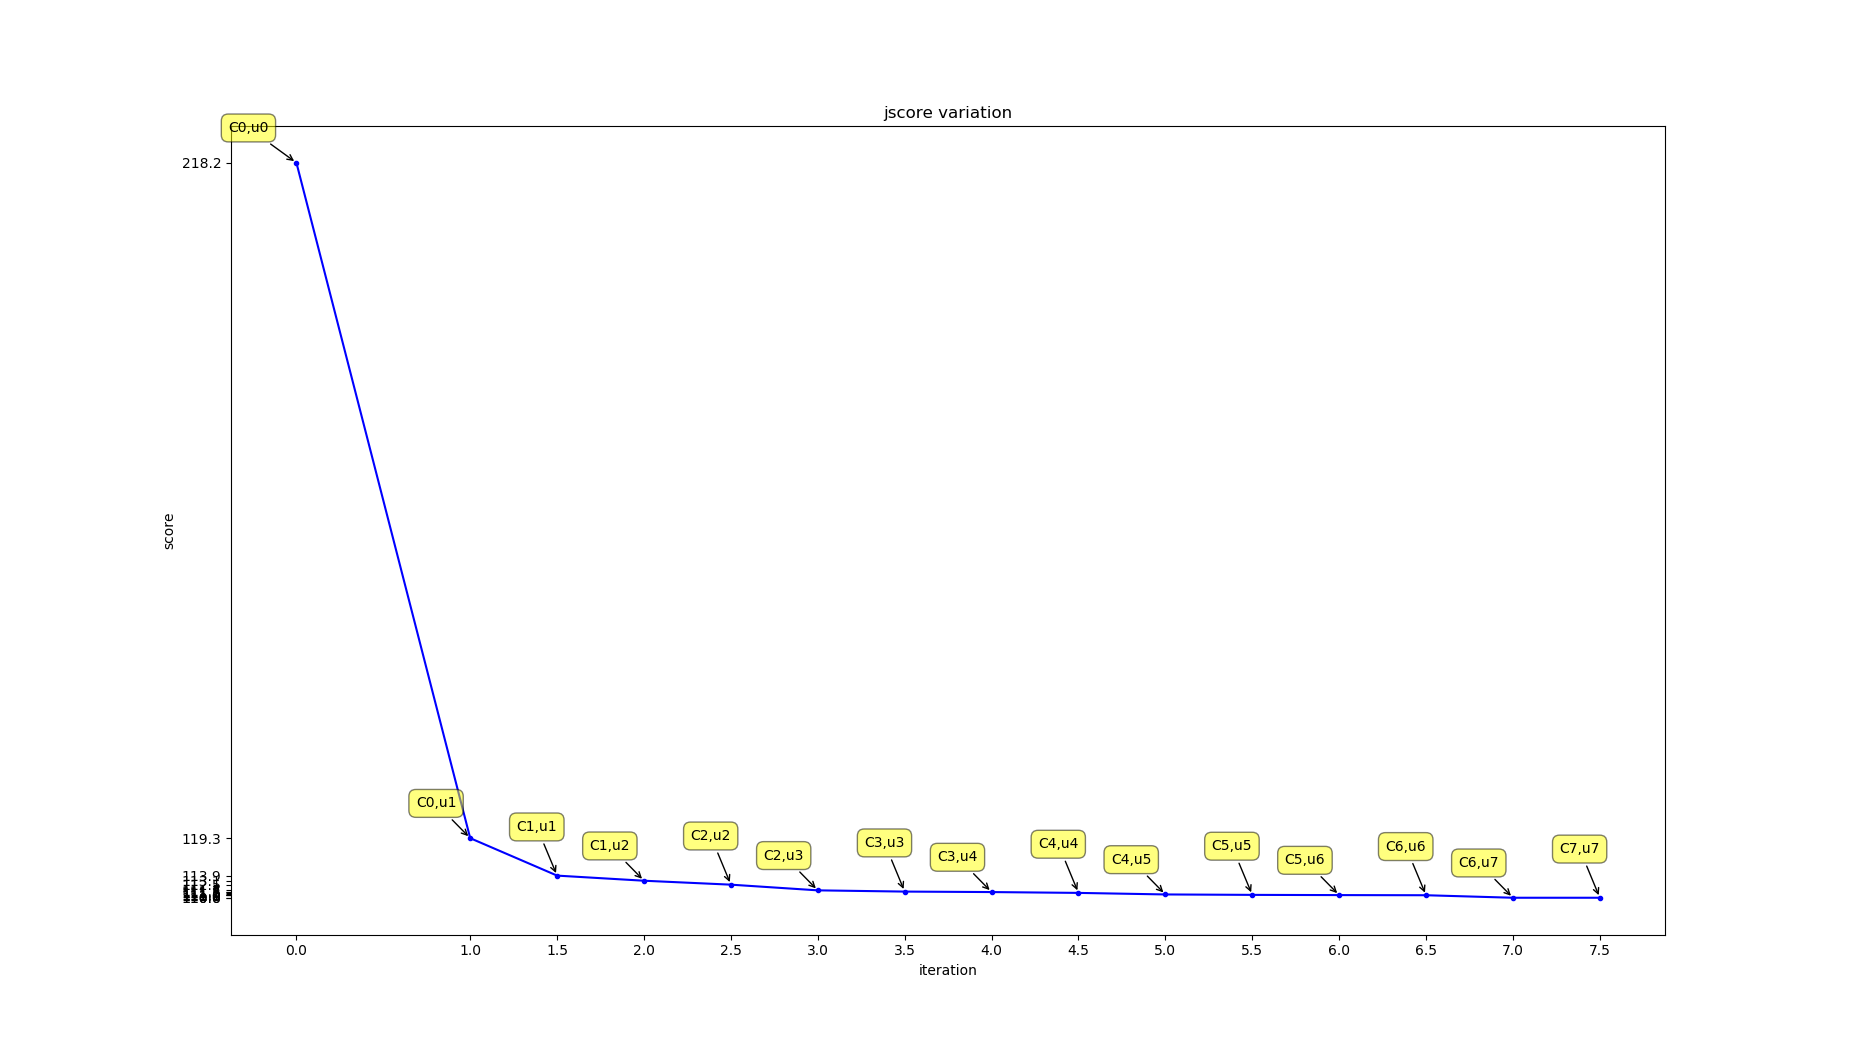 jscore variation
C0,u0
218.2
score
C0,u1
C1,u1
C1,u2
C2,u2
C2,u3
C3,u3
C3,u4
C4,u4
C4,u5
C5,u5
C5,u6
C6,u6
C6,u7
C7,u7
119.3
113.9
0.0 1.0 1.5 2.0 2.5 3.0 3.5 4.0 4.5 5.0 5.5 6.0 6.5 7.0 7.5
iteration